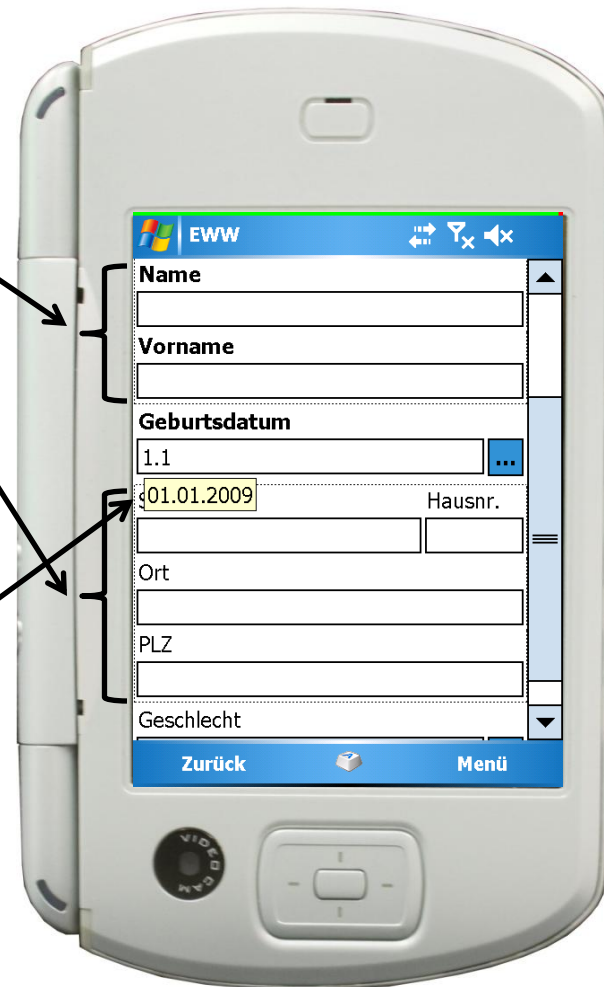 EWW
Name
Vorname
Geburtsdatum
1.1
...
01.01.2009
Hausnr.
Ort
PLZ
Geschlecht
Zurück Menü
VIDEO CAM